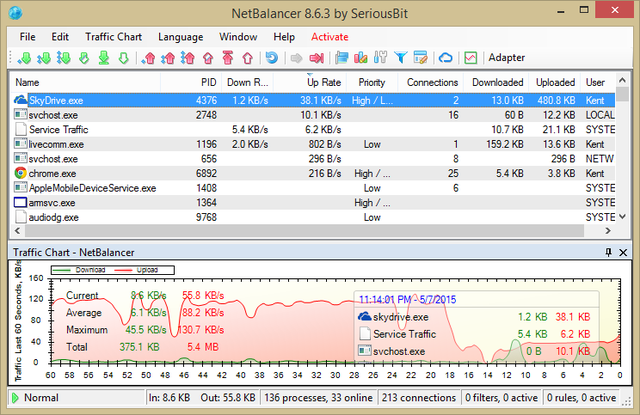 NetBalancer 8.6.3 by SeriousBit
File Edit Traffic Chart Language Window Help Activate
Adapter
Name PID Down R... Up Rate Priority Connections Downloaded Uploaded User
SkyDrive.exe 4376 1.2 KB/s 38.1 KB/s High / L... 2 13.0 KB 480.8 KB Kent
svchost.exe 2748 10.1 KB/s 16 60 B 12.2 KB LOCAL
Service Traffic 5.4 KB/s 6.2 KB/s 10.7 KB 21.1 KB SYSTE
livecomm.exe 1196 2.0 KB/s 802 B/s Low 1 159.2 KB 13.6 KB Kent
svchost.exe 656 296 B/s 8 296 B NETW
chrome.exe 6892 216 B/s High / ... 25 5.4 KB 3.8 KB Kent
AppleMobileDeviceService.exe 1408 Low 6 SYSTE
armsvc.exe 1364 High / ... SYSTE
audiodg.exe 9768 Low SYSTE
Traffic Chart - NetBalancer
Download Upload
Traffic Last 60 Seconds, KB/s
160
120
80
40
0
Current 8.6 KB/s 55.8 KB/s
Average 6.1 KB/s 88.2 KB/s
Maximum 45.5 KB/s 130.7 KB/s
Total 375.1 KB 5.4 MB
11:14:01 PM - 5/7/2015
skydrive.exe 1.2 KB 38.1 KB
Service Traffic 5.4 KB 6.2 KB
svchost.exe 0 B 10.1 KB
60 58 56 54 52 50 48 46 44 42 40 38 36 34 32 30 28 26 24 22 20 18 16 14 12 10 8 6 4 2 0
Normal In: 8.6 KB Out: 55.8 KB 136 processes, 33 online 213 connections 0 filters, 0 active 0 rules, 0 active